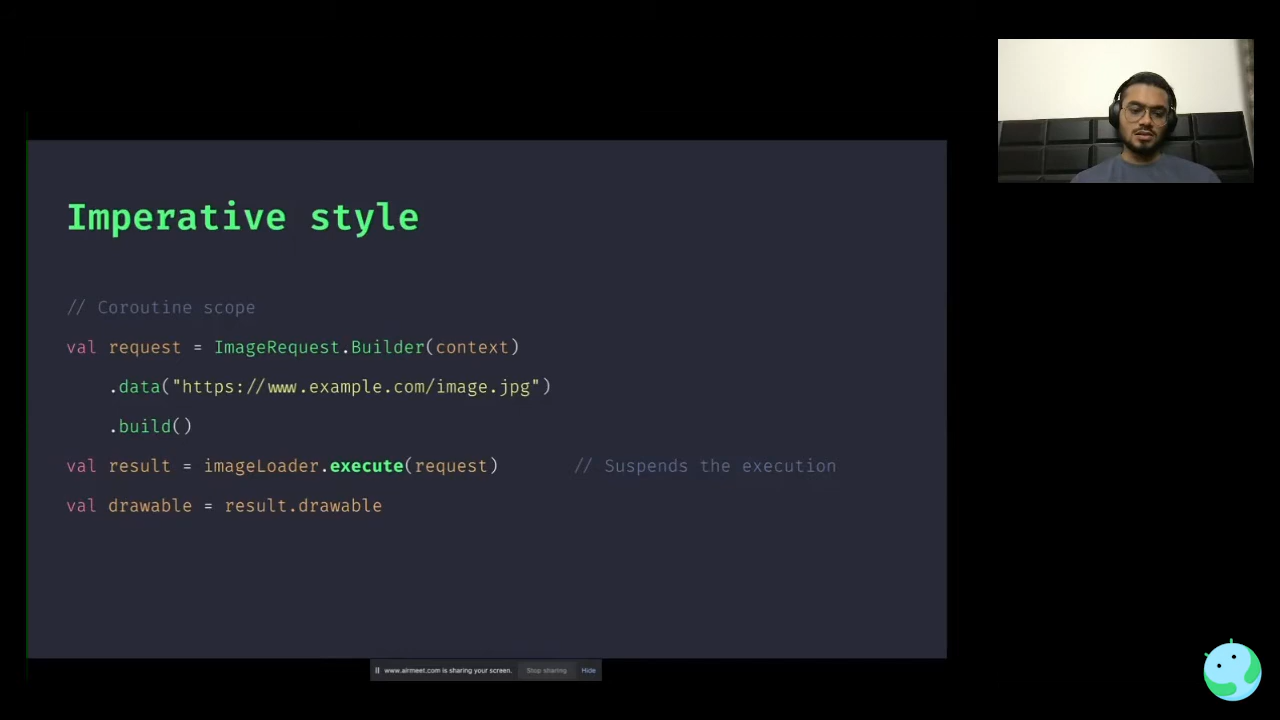 Imperative style
// Coroutine scope
val request = ImageRequest.Builder(context)
.data("https://www.example.com/image.jpg")
.build()
val result = imageLoader.execute(request) // Suspends the execution
val drawable = result.drawable
www.airmeet.com is sharing your screen. Stop sharing Hide